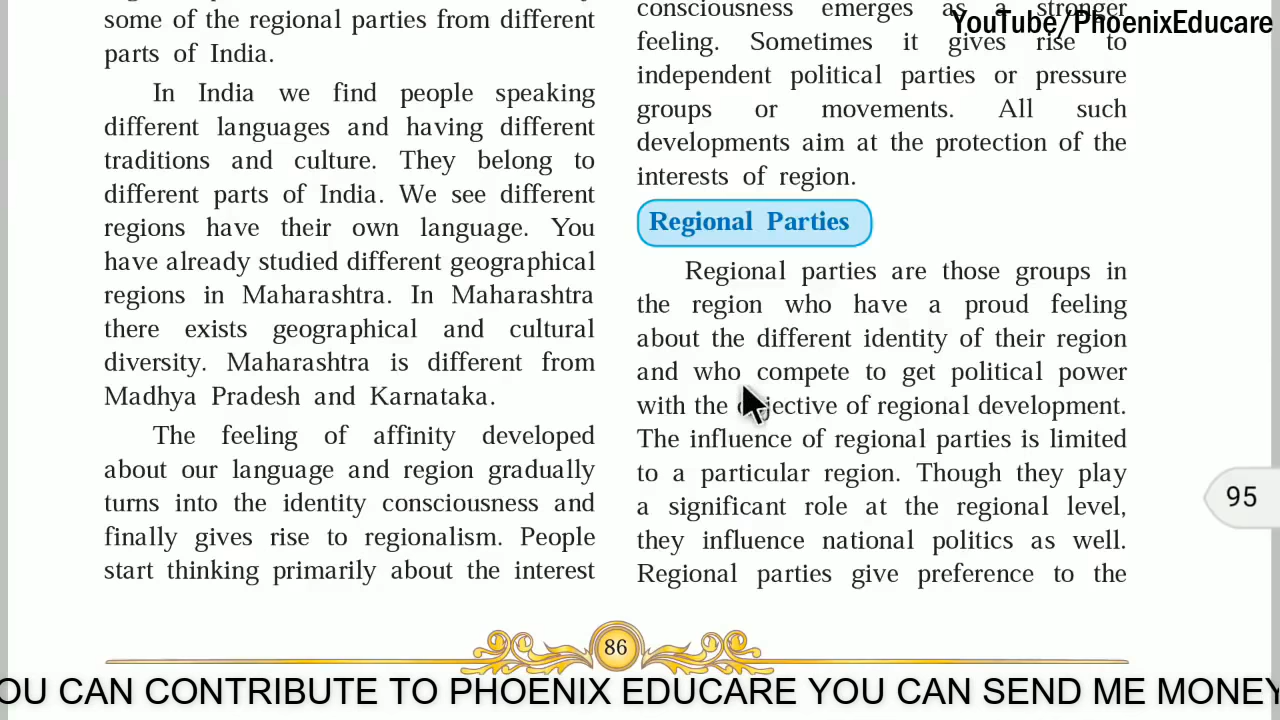 some of the regional parties from different
parts of India.
In India we find people speaking
different languages and having different
traditions and culture. They belong to
different parts of India. We see different
regions have their own language. You
have already studied different geographical
regions in Maharashtra. In Maharashtra
there exists geographical and cultural
diversity. Maharashtra is different from
Madhya Pradesh and Karnataka.
The feeling of affinity developed
about our language and region gradually
turns into the identity consciousness and
finally gives rise to regionalism. People
start thinking primarily about the interest
consciousness emerges as a stronger
feeling. Sometimes it gives rise to
independent political parties or pressure
groups or movements. All such
developments aim at the protection of the
interests of region.
Regional Parties
Regional parties are those groups in
the region who have a proud feeling
about the different identity of their region
and who compete to get political power
with the objective of regional development.
The influence of regional parties is limited
to a particular region. Though they play
a significant role at the regional level,
they influence national politics as well.
Regional parties give preference to the
86
YouTube/PhoenixEducare
95
OU CAN CONTRIBUTE TO PHOENIX EDUCARE YOU CAN SEND ME MONEY